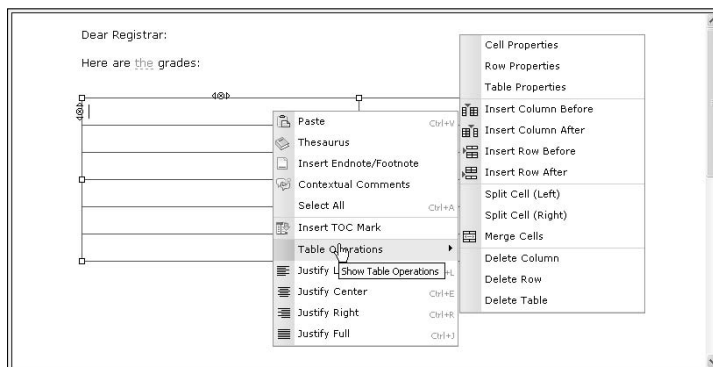 Dear Registrar:
Here are the grades:
Paste Ctrl+V
Thesaurus
Insert Endnote/Footnote
Contextual Comments
Select All Ctrl+A
Insert TOC Mark
Table Operations
Show Table Operations
Justify L +L
Justify Center Ctrl+E
Justify Right Ctrl+R
Justify Full Ctrl+J
Cell Properties
Row Properties
Table Properties
Insert Column Before
Insert Column After
Insert Row Before
Insert Row After
Split Cell (Left)
Split Cell (Right)
Merge Cells
Delete Column
Delete Row
Delete Table